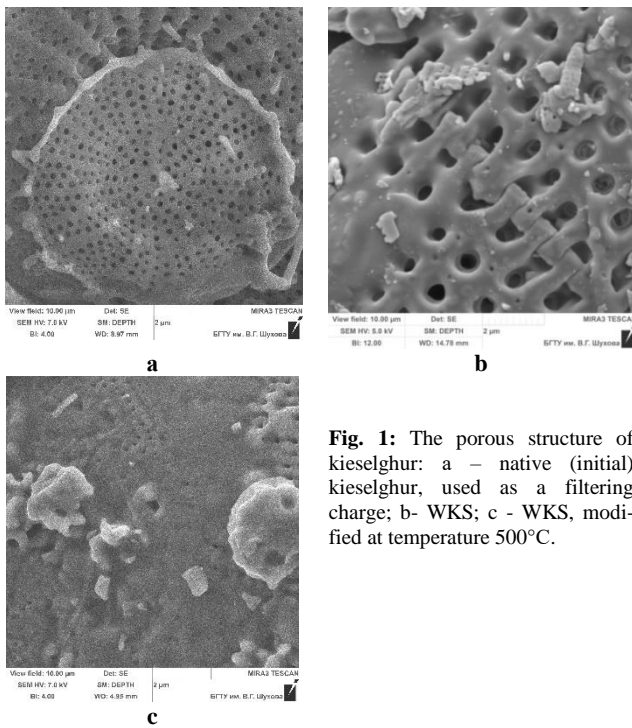 View field: 10.00 µm Det: SE MIRA3 TESCAN
SEM HV: 7.0 kV SM: DEPTH 2 µm
BI: 4.00 WD: 8.97 mm БГТУ им. В.Г. Шухова
a
View field: 10.00 µm Det: SE MIRA3 TESCAN
SEM HV: 5.0 kV SM: DEPTH 2 µm
BI: 12.00 WD: 14.78 mm БГТУ им. В.Г. Шухова
b
View field: 10.00 µm Det: SE MIRA3 TESCAN
SEM HV: 7.0 kV SM: DEPTH 2 µm
BI: 4.00 WD: 4.95 mm БГТУ им. В.Г. Шухова
c
Fig. 1: The porous structure of
kieselghur: a – native (initial)
kieselghur, used as a filtering
charge; b- WKS; c - WKS, modi-
fied at temperature 500°C.